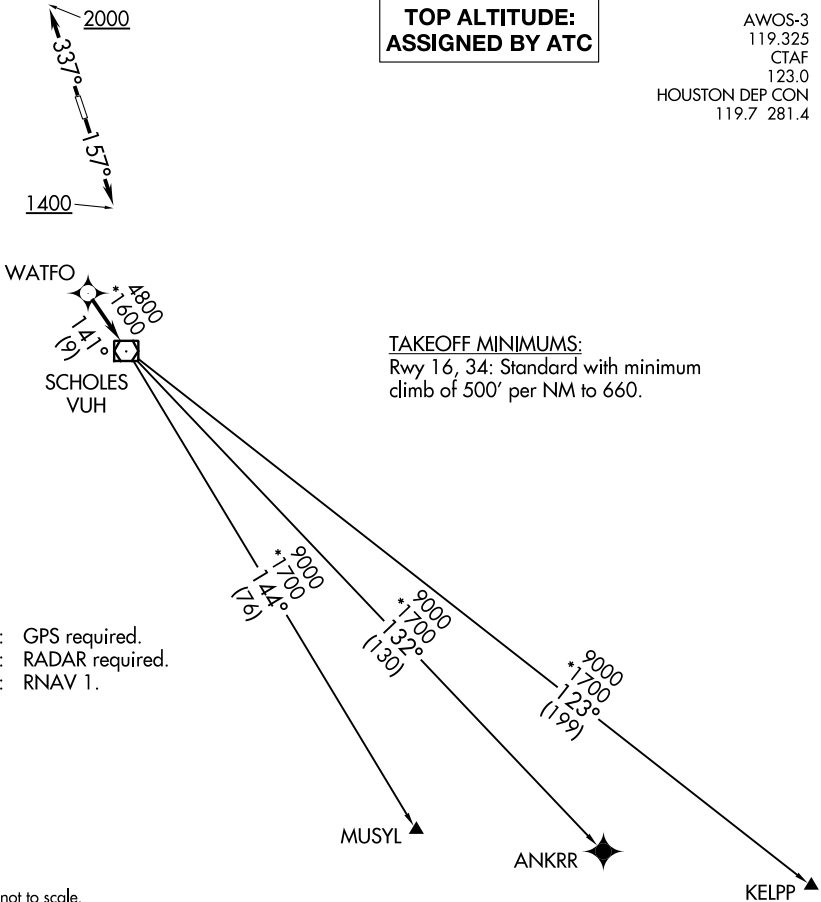 2000
337°
157°
1400
TOP ALTITUDE:
ASSIGNED BY ATC
AWOS-3
119.325
CTAF
123.0
HOUSTON DEP CON
119.7 281.4
WATFO
4800
*1600
141°
(9)
SCHOLES
VUH
TAKEOFF MINIMUMS:
Rwy 16, 34: Standard with minimum
climb of 500' per NM to 660.
9000
*1700
144°
(76)
9000
*1700
132°
(130)
9000
*1700
123°
(199)
: GPS required.
: RADAR required.
: RNAV 1.
MUSYL
ANKRR
KELPP
not to scale.